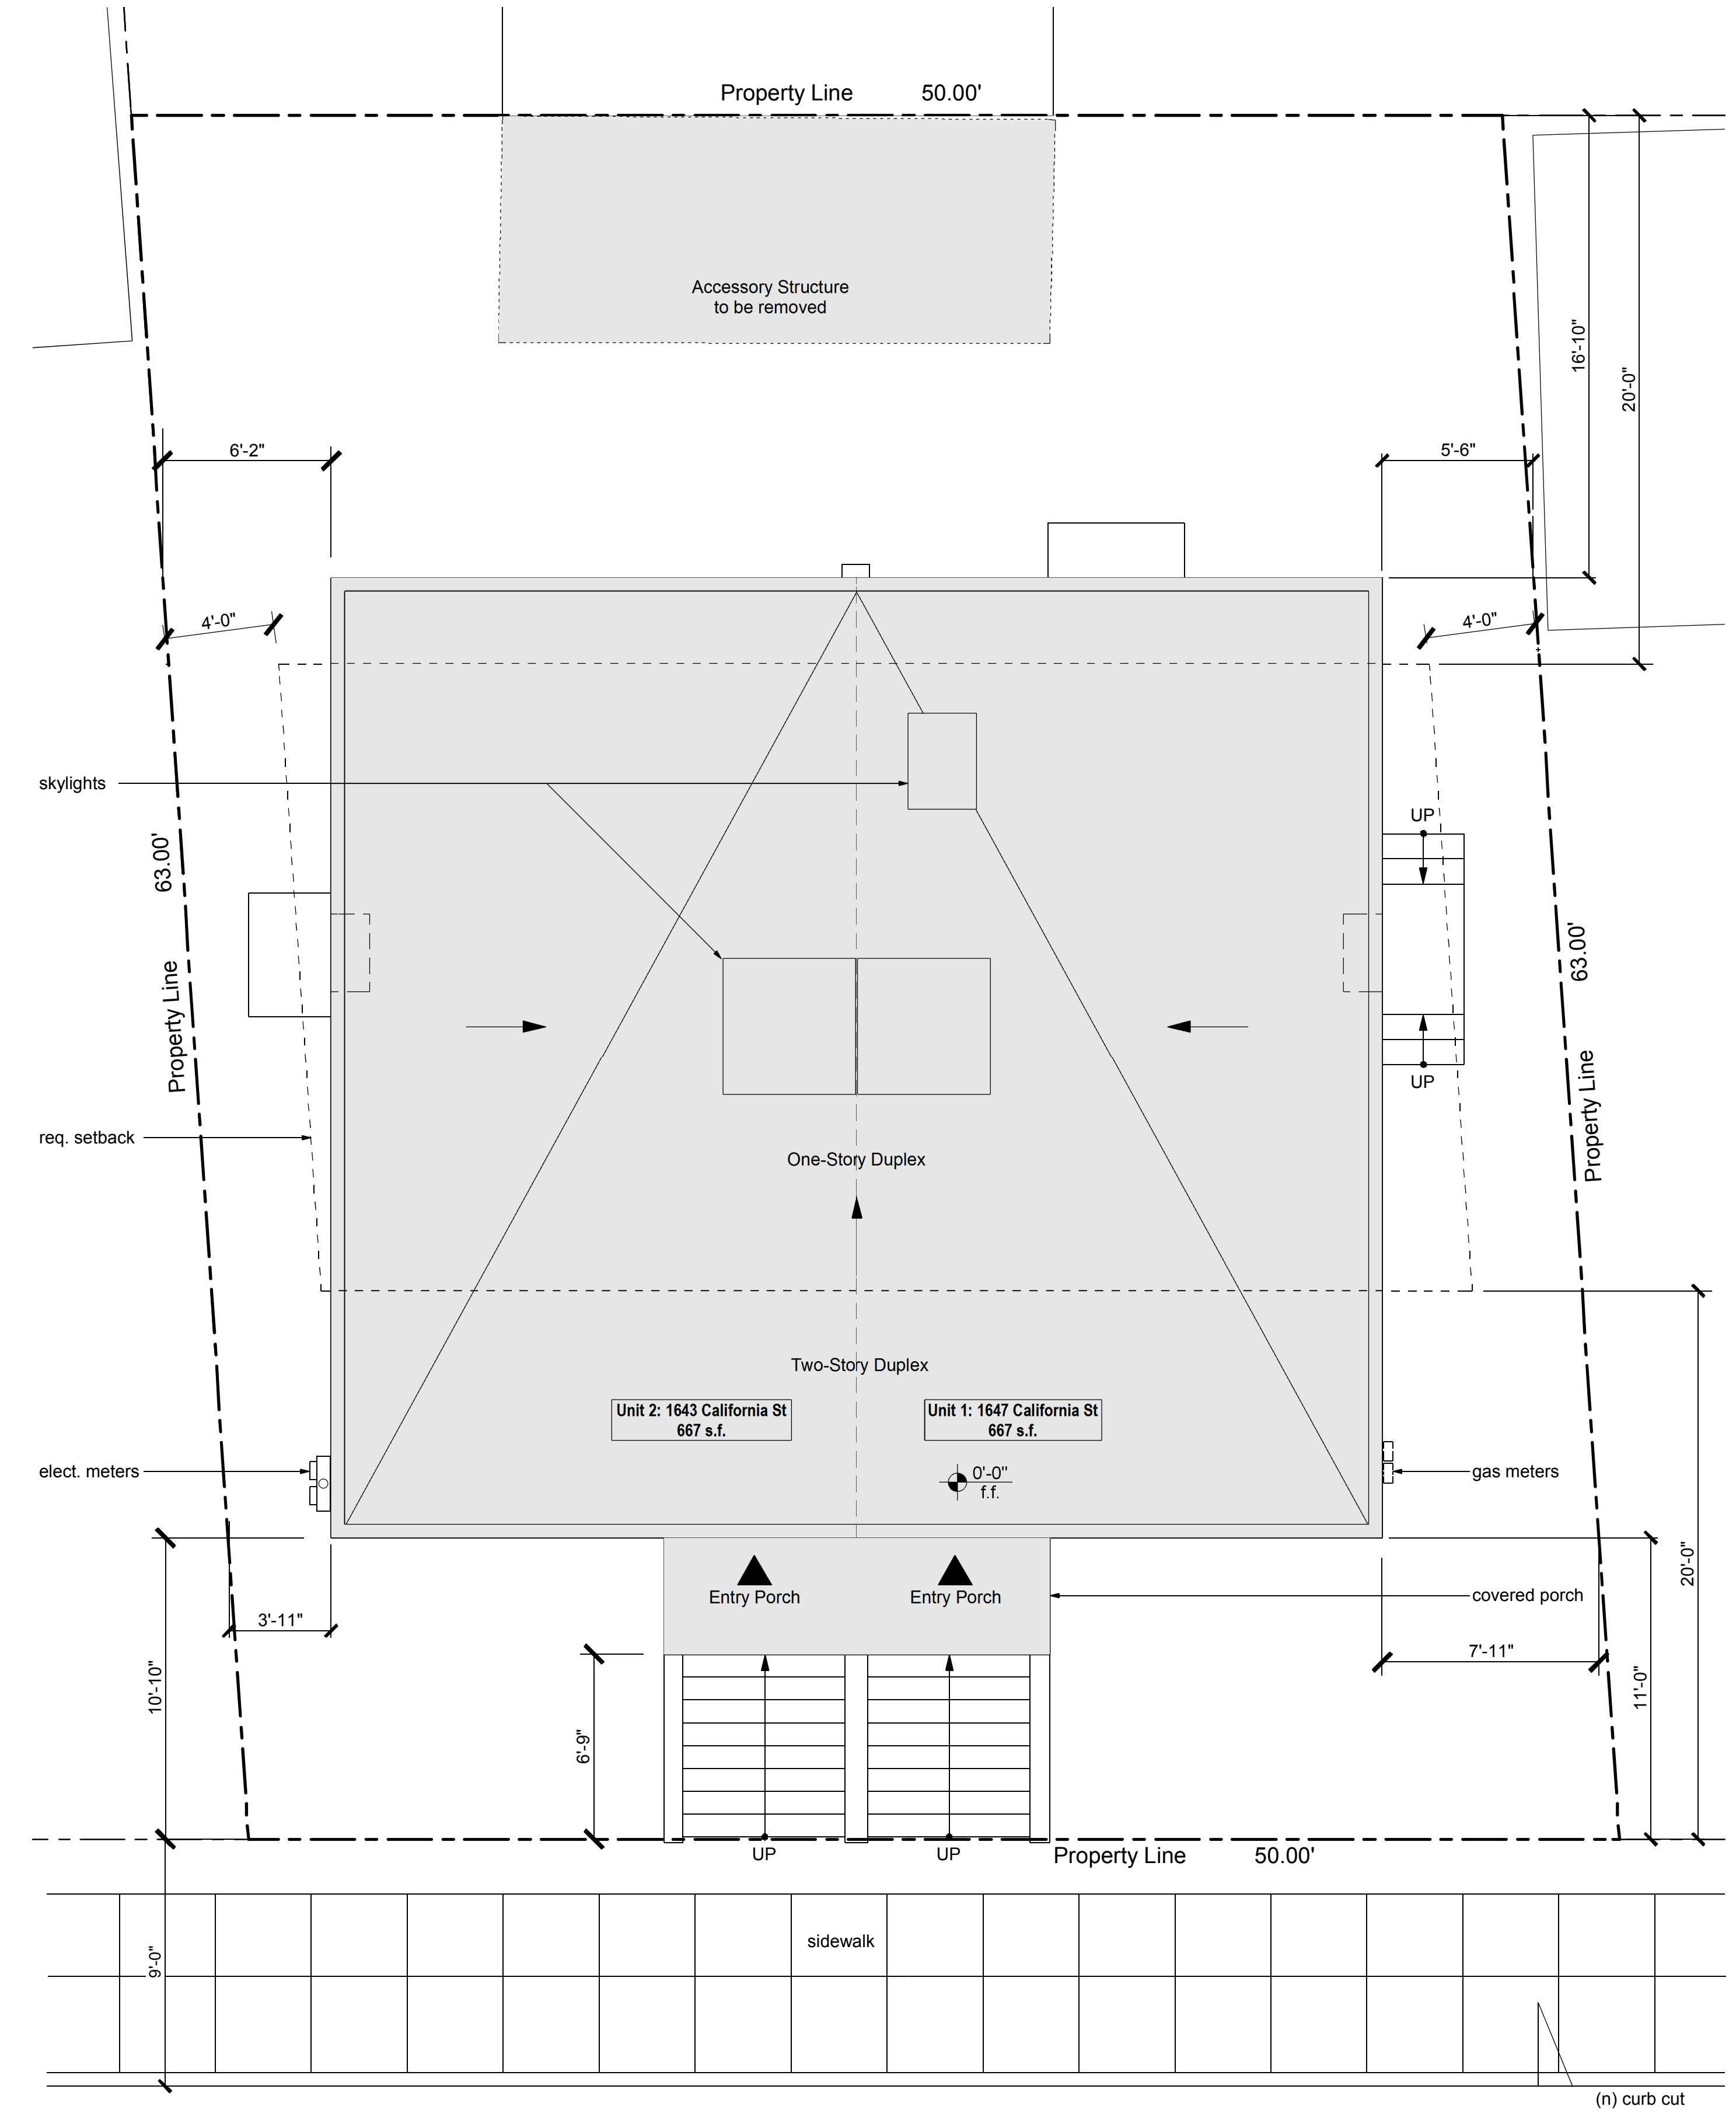 Property Line 50.00'
Accessory Structure
to be removed
16'-10"
20'-0"
6'-2"
5'-6"
4'-0"
4'-0"
skylights
UP
63.00'
Property Line
63.00'
Property Line
UP
req. setback
One-Story Duplex
Two-Story Duplex
Unit 2: 1643 California St
667 s.f.
Unit 1: 1647 California St
667 s.f.
elect. meters
0'-0"
f.f.
gas meters
Entry Porch
Entry Porch
covered porch
20'-0"
3'-11"
7'-11"
10'-10"
11'-0"
6'-9"
UP
UP
Property Line 50.00'
sidewalk
9'-0"
(n) curb cut